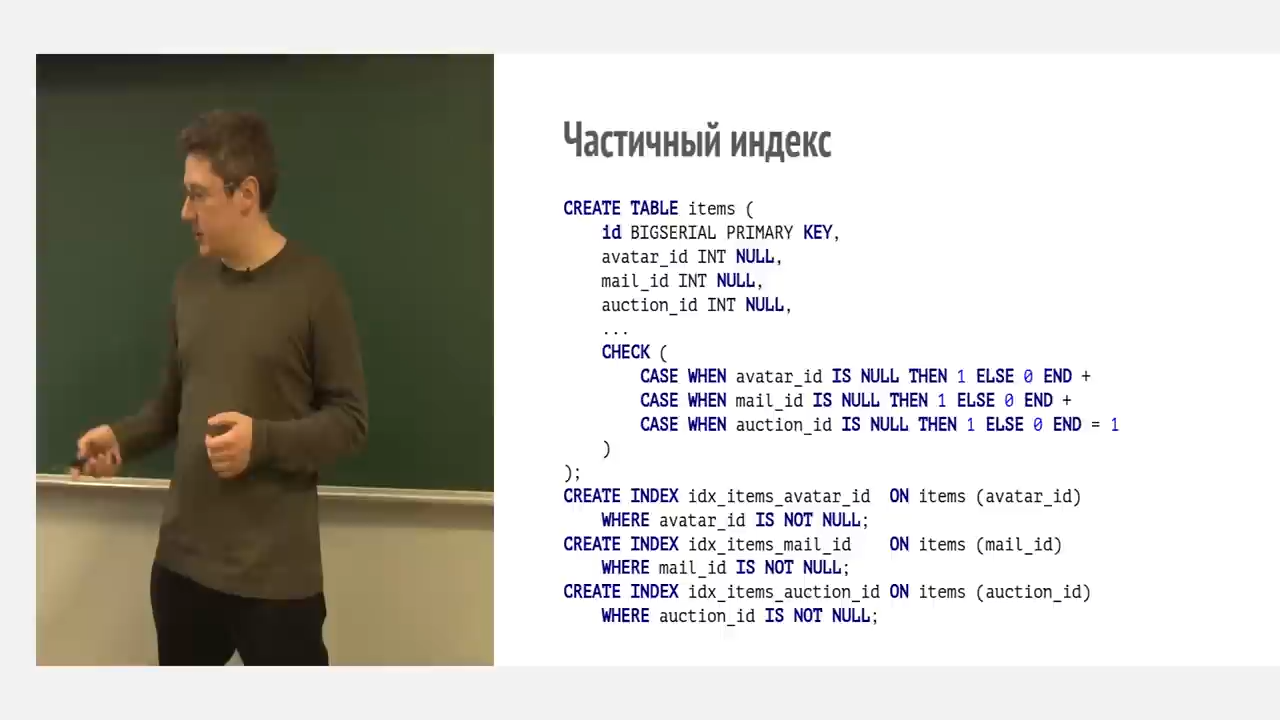 Частичный индекс
CREATE TABLE items (
id BIGSERIAL PRIMARY KEY,
avatar_id INT NULL,
mail_id INT NULL,
auction_id INT NULL,
...
CHECK (
CASE WHEN avatar_id IS NULL THEN 1 ELSE 0 END +
CASE WHEN mail_id IS NULL THEN 1 ELSE 0 END +
CASE WHEN auction_id IS NULL THEN 1 ELSE 0 END = 1
)
);
CREATE INDEX idx_items_avatar_id ON items (avatar_id)
WHERE avatar_id IS NOT NULL;
CREATE INDEX idx_items_mail_id ON items (mail_id)
WHERE mail_id IS NOT NULL;
CREATE INDEX idx_items_auction_id ON items (auction_id)
WHERE auction_id IS NOT NULL;